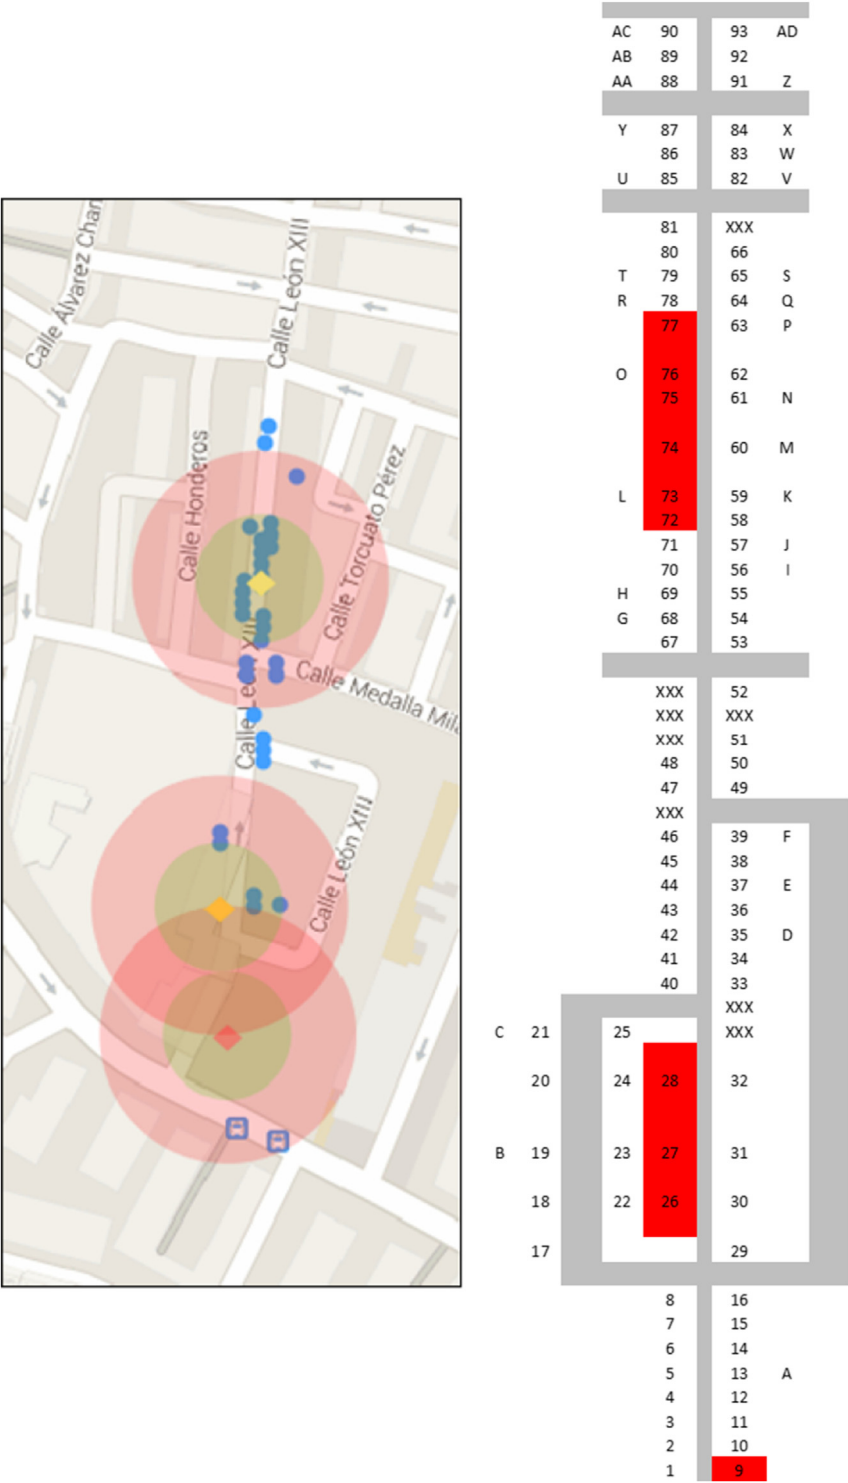 Calle Álvarez Chan
Calle León XIII
Calle Honderos
Calle Torcuato Pérez
Calle León XIII
Calle Medalla Mila
Calle León XIII
AC 90 93 AD
AB 89 92
AA 88 91 Z
Y 87 84 X
86 83 W
U 85 82 V
81 XXX
80 66
T 79 65 S
R 78 64 Q
77 63 P
O 76 62
75 61 N
74 60 M
L 73 59 K
72 58
71 57 J
70 56 I
H 69 55
G 68 54
67 53
XXX 52
XXX XXX
XXX 51
48 50
47 49
XXX
46 39 F
45 38
44 37 E
43 36
42 35 D
41 34
40 33
XXX
C 21 25 XXX
20 24 28 32
B 19 23 27 31
18 22 26 30
17 29
8 16
7 15
6 14
5 13 A
4 12
3 11
2 10
1 9